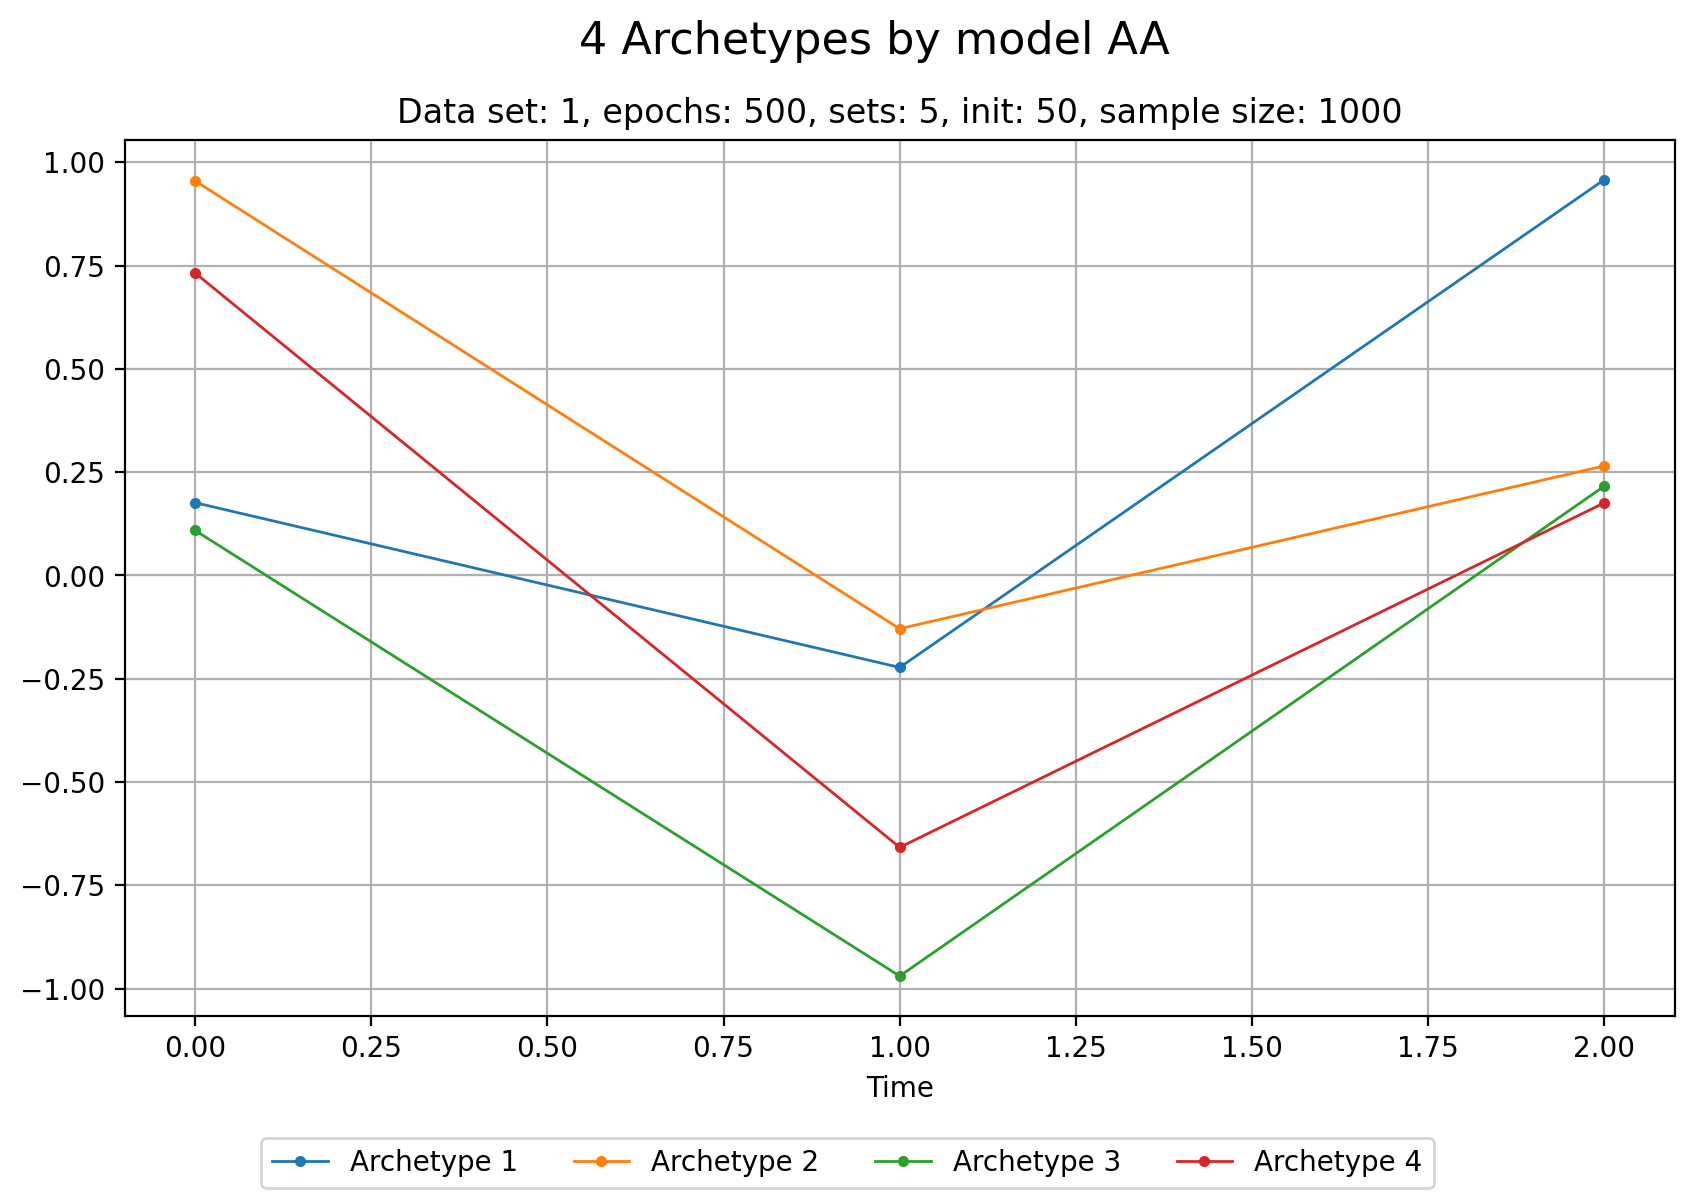 4 Archetypes by model AA
Data set: 1, epochs: 500, sets: 5, init: 50, sample size: 1000
1.00
0.75
0.50
0.25
0.00
−0.25
−0.50
−0.75
−1.00
0.00 0.25 0.50 0.75 1.00 1.25 1.50 1.75 2.00
Time
Archetype 1 Archetype 2 Archetype 3 Archetype 4